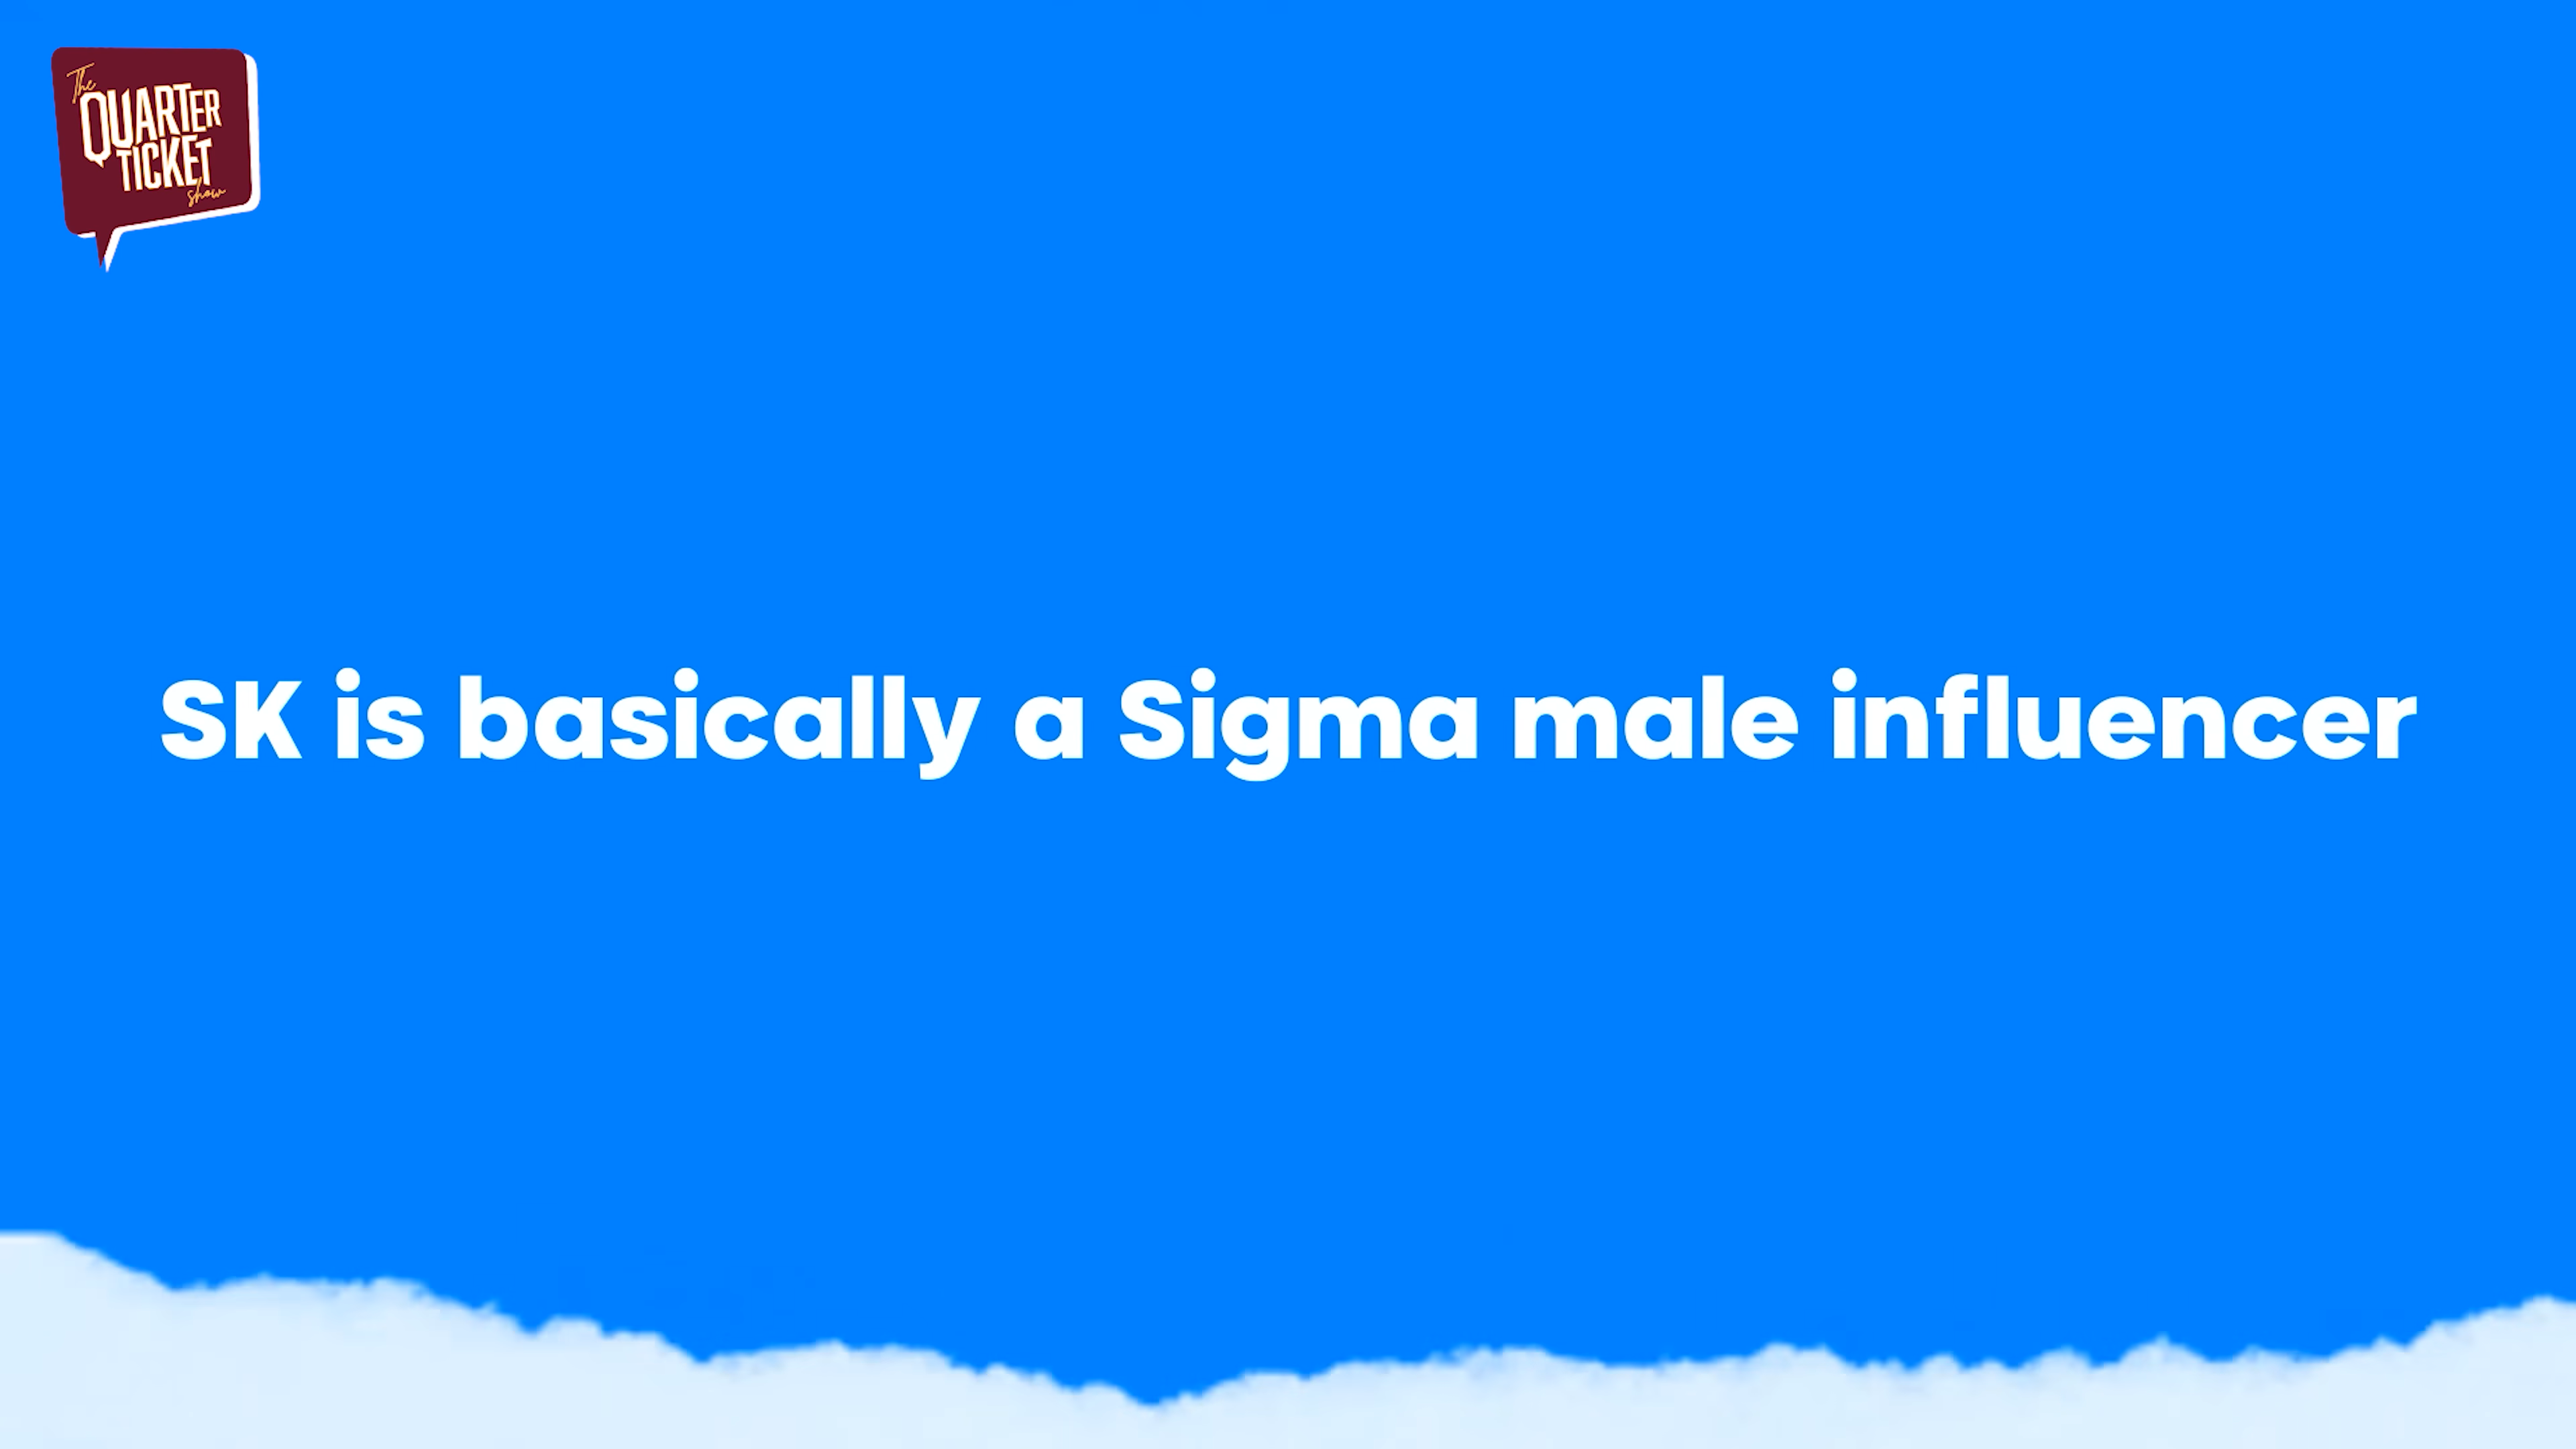 The
QUARTER
TICKET
show
SK is basically a Sigma male influencer